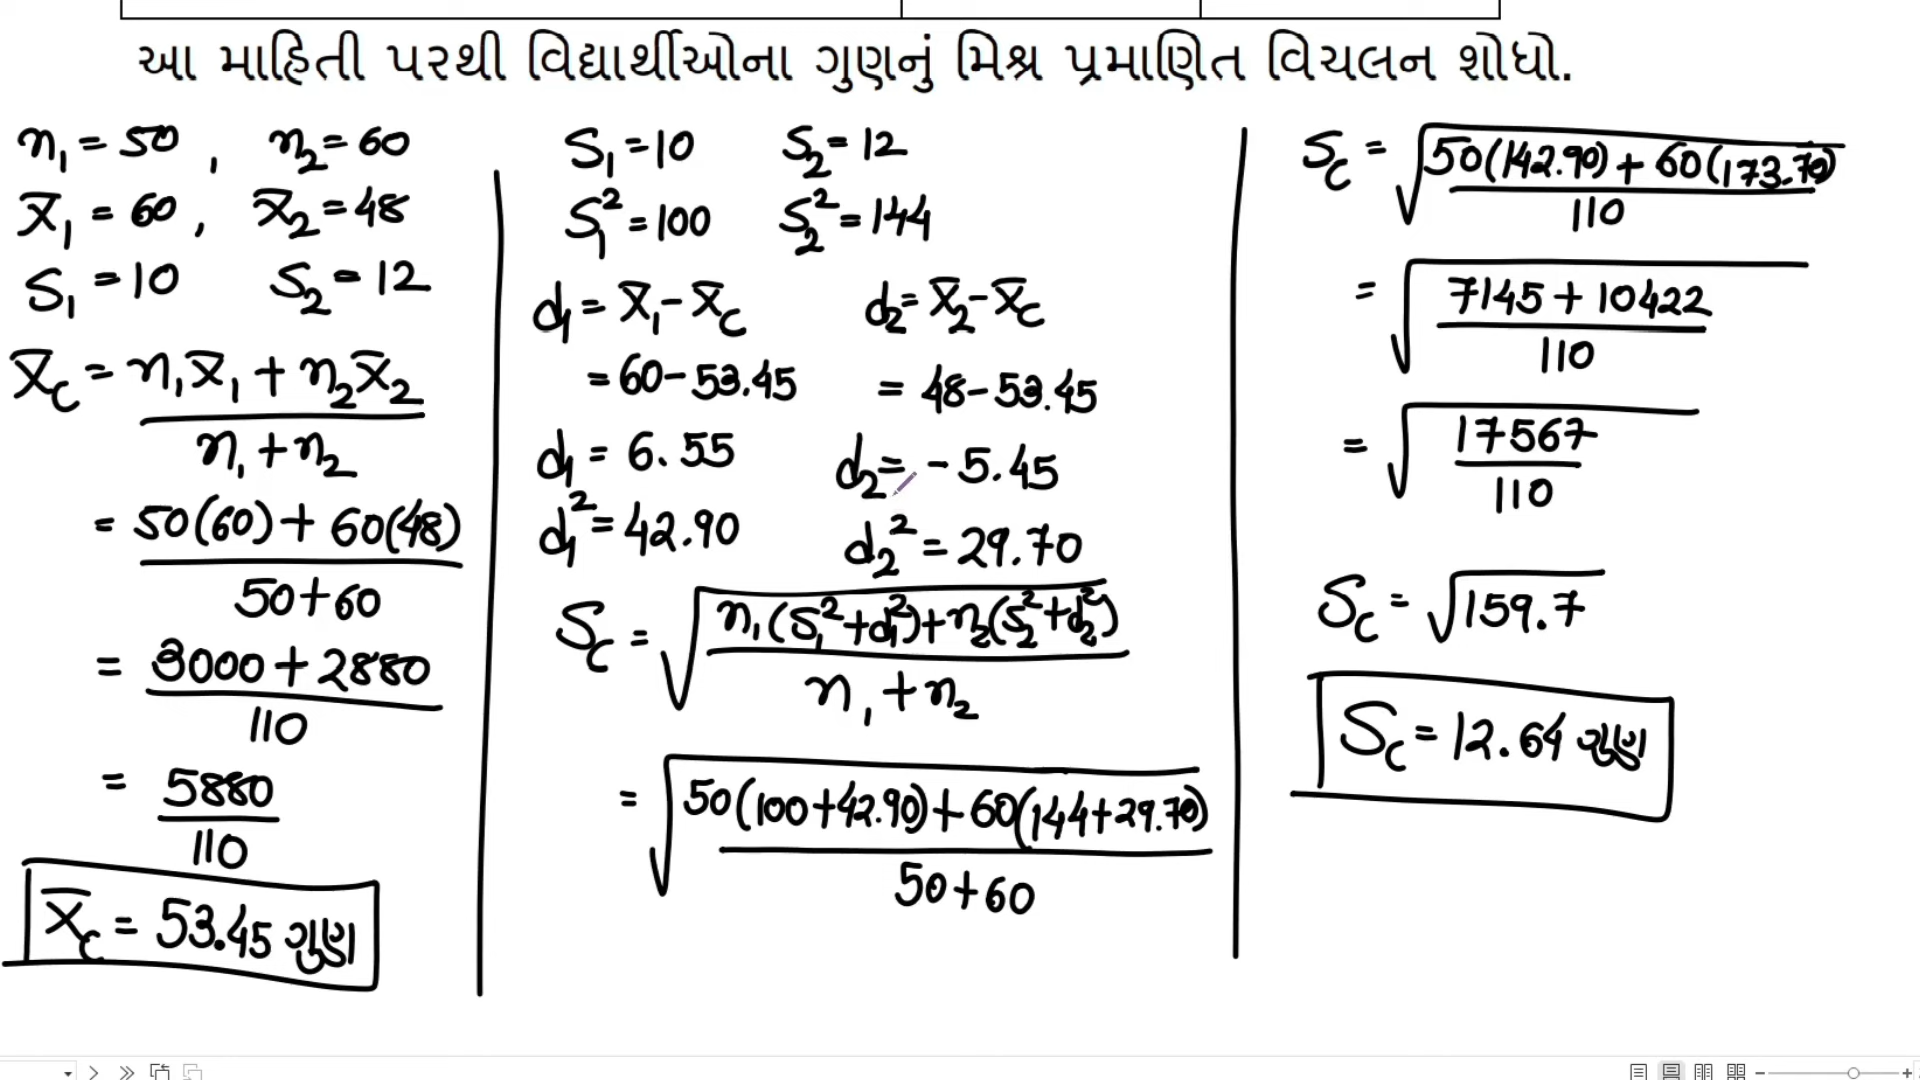 આ માહિતી પરથી વિદ્યાર્થીઓના ગુણનું મિશ્ર પ્રમાણિત વિચલન શોધો.
n₁ = 50 , n₂ = 60
x̄₁ = 60 , x̄₂ = 48
S₁ = 10 S₂ = 12
x̄c = n₁x̄₁ + n₂x̄₂
n₁ + n₂
= 50(60) + 60(48)
50 + 60
= 3000 + 2880
110
= 5880
110
x̄c = 53.45 ગુણ
S₁ = 10 S₂ = 12
S₁² = 100 S₂² = 144
d₁ = x̄₁ - x̄c d₂ = x̄₂ - x̄c
= 60 - 53.45 = 48 - 53.45
d₁ = 6.55 d₂ = - 5.45
d₁² = 42.90 d₂² = 29.70
Sc = √ n₁(S₁² + d₁²) + n₂(S₂² + d₂²)
n₁ + n₂
= √ 50(100 + 42.90) + 60(144 + 29.70)
50 + 60
Sc = √ 50(142.90) + 60(173.70)
110
= √ 7145 + 10422
110
= √ 17567
110
Sc = √159.7
Sc = 12.64 ગુણ